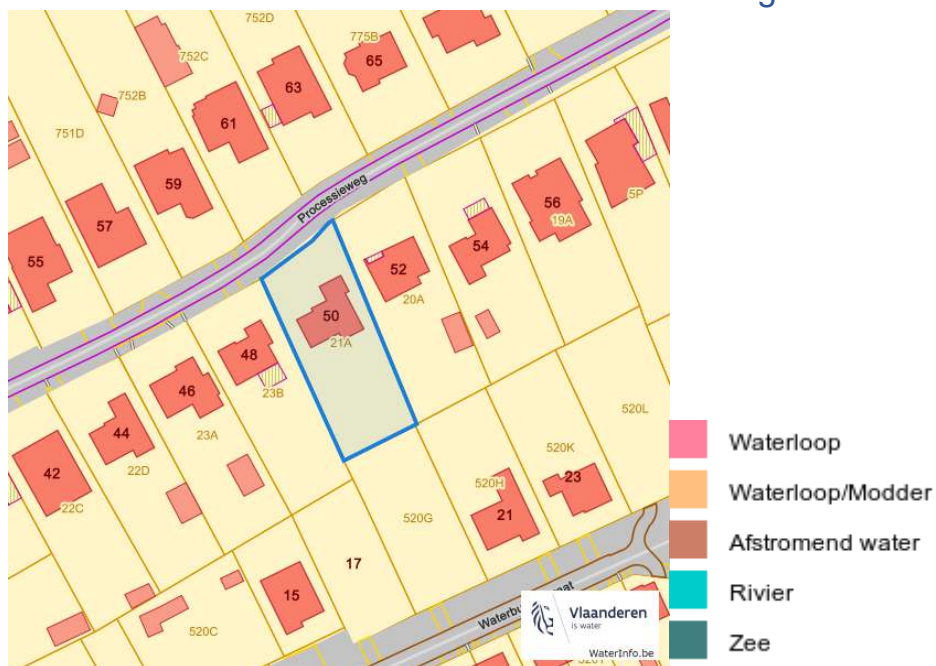 g
752D
752C
775B
65
63
752B
61
751D
59
57
55
Processieweg
56
19A
5P
54
52
20A
50
21A
48
23B
46
23A
44
22D
42
22C
520L
520K
520H
23
21
520G
17
15
520C
Waterbu
aat
Vlaanderen
is water
WaterInfo.be
Waterloop
Waterloop/Modder
Afstromend water
Rivier
Zee